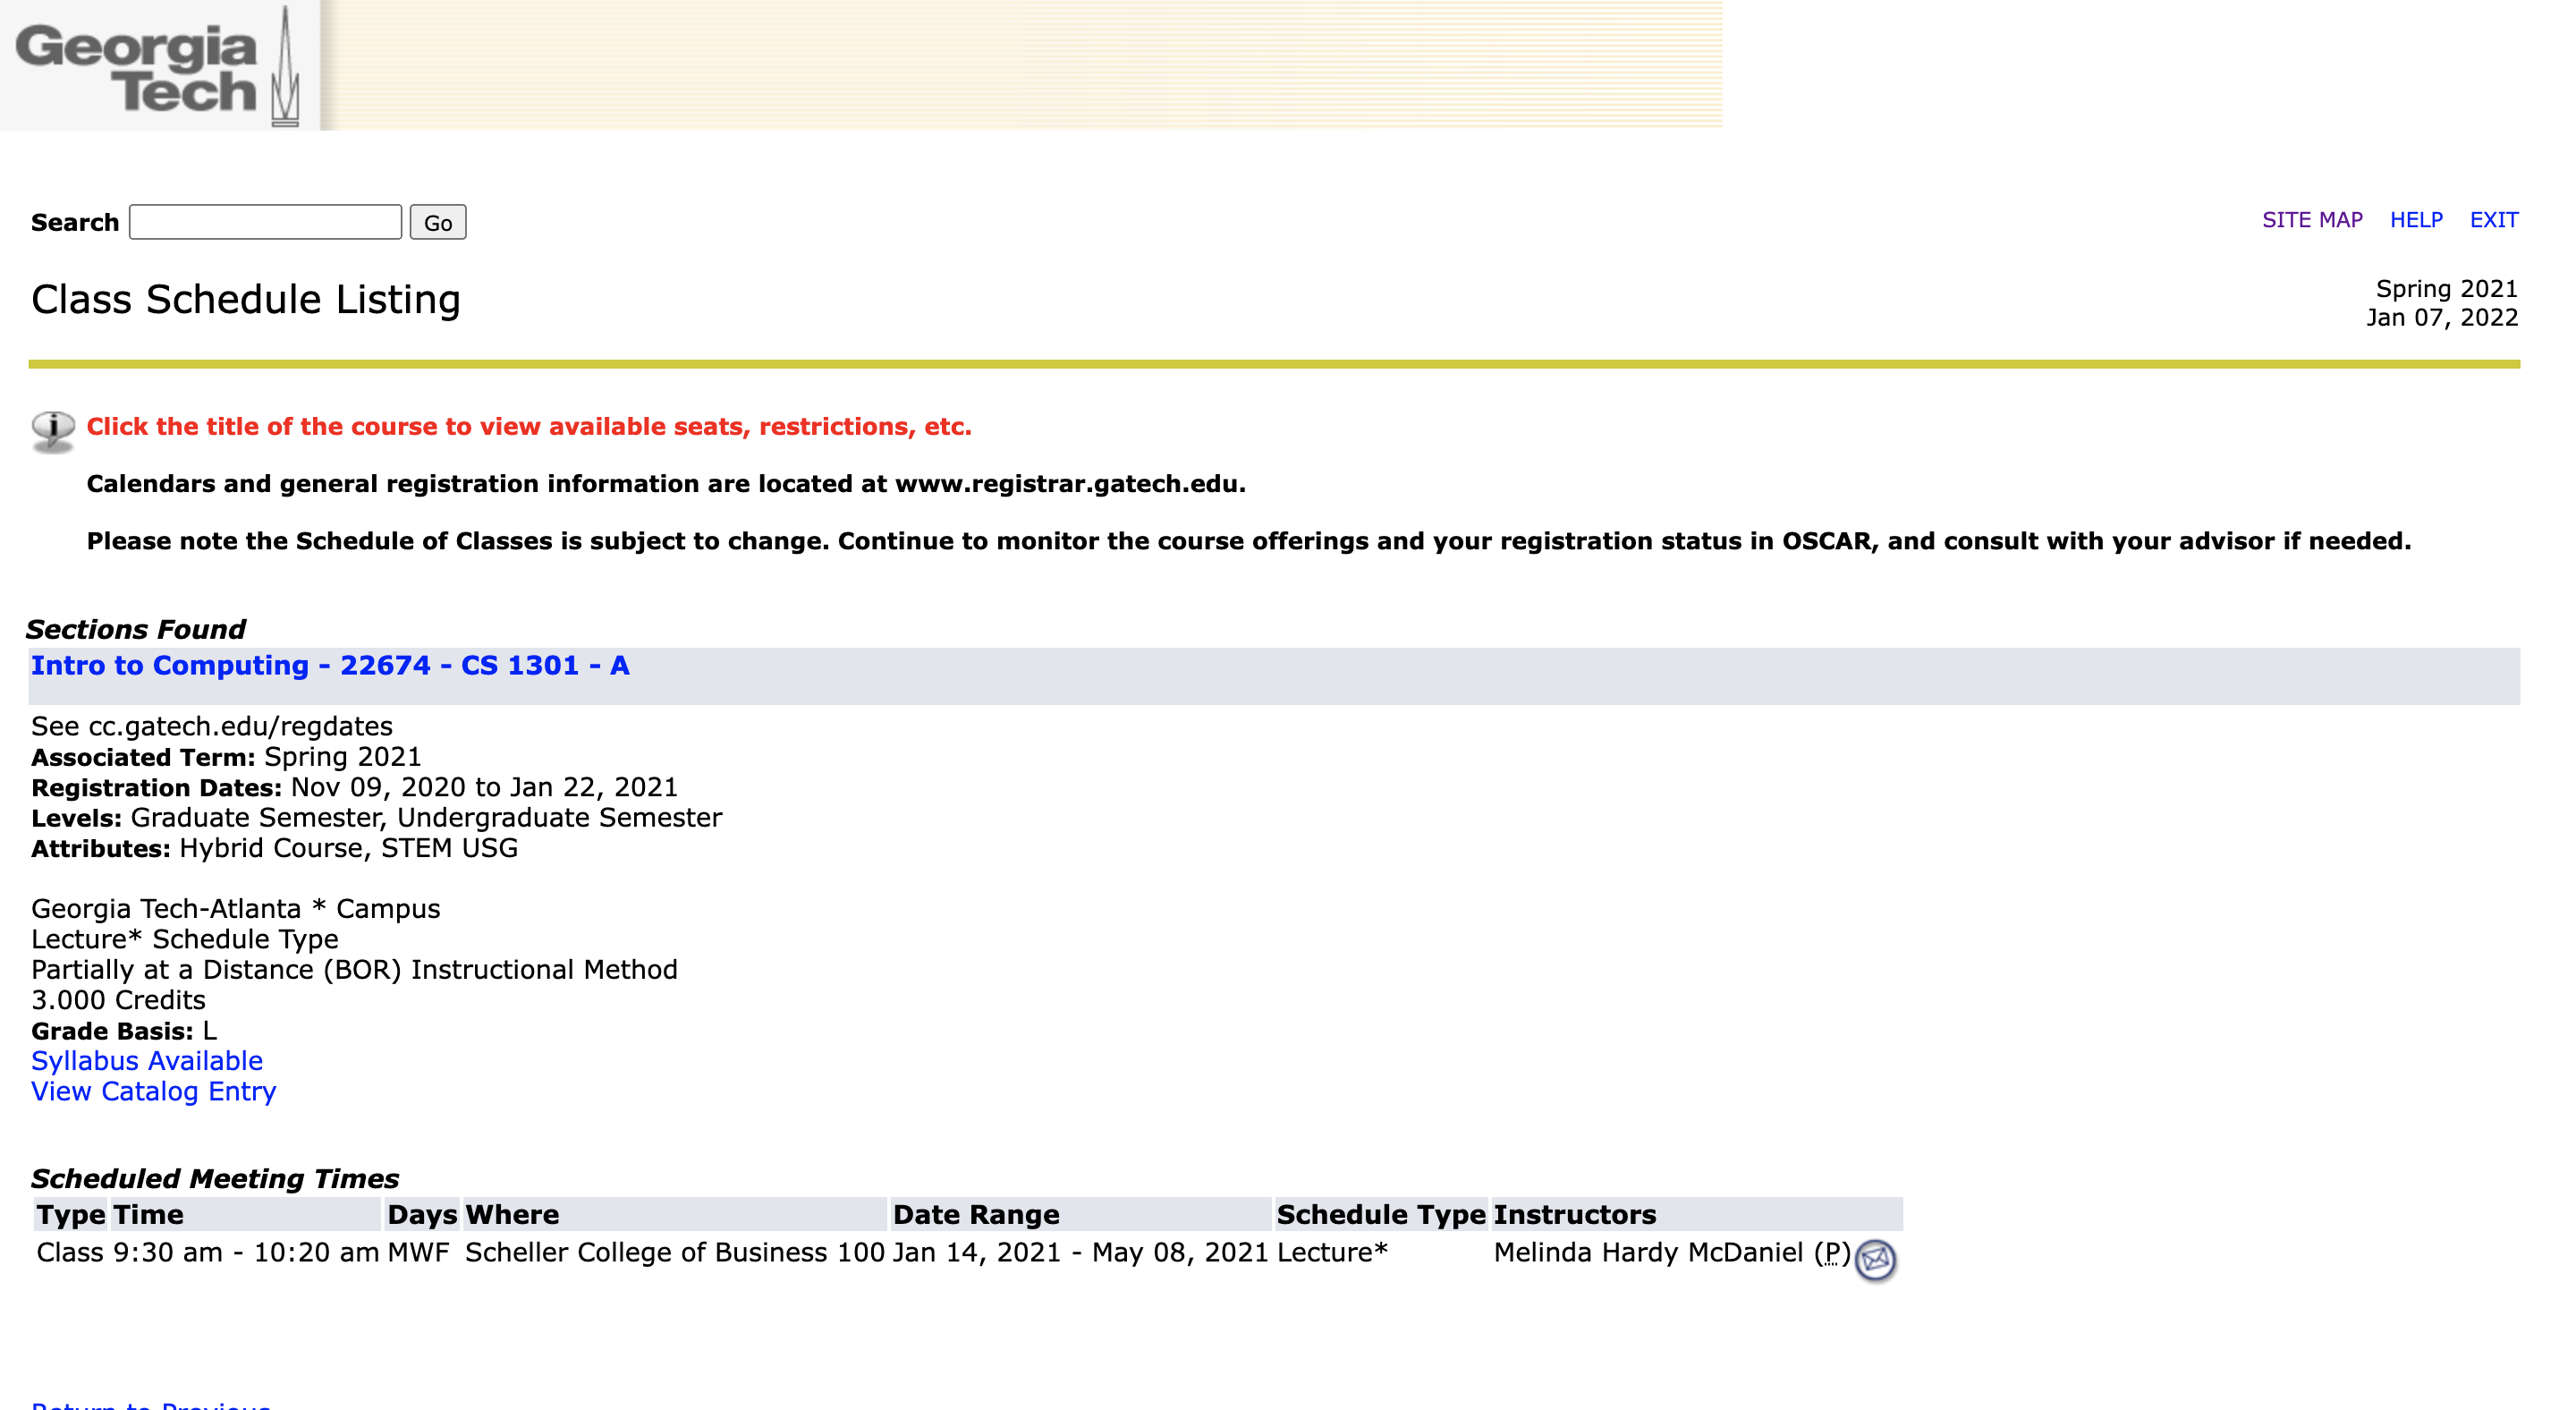 Georgia
Tech
Search Go
SITE MAP HELP EXIT
Class Schedule Listing
Spring 2021
Jan 07, 2022
Click the title of the course to view available seats, restrictions, etc.
Calendars and general registration information are located at www.registrar.gatech.edu.
Please note the Schedule of Classes is subject to change. Continue to monitor the course offerings and your registration status in OSCAR, and consult with your advisor if needed.
Sections Found
Intro to Computing - 22674 - CS 1301 - A
See cc.gatech.edu/regdates
Associated Term: Spring 2021
Registration Dates: Nov 09, 2020 to Jan 22, 2021
Levels: Graduate Semester, Undergraduate Semester
Attributes: Hybrid Course, STEM USG
Georgia Tech-Atlanta * Campus
Lecture* Schedule Type
Partially at a Distance (BOR) Instructional Method
3.000 Credits
Grade Basis: L
Syllabus Available
View Catalog Entry
Scheduled Meeting Times
Type Time Days Where Date Range Schedule Type Instructors
Class 9:30 am - 10:20 am MWF Scheller College of Business 100 Jan 14, 2021 - May 08, 2021 Lecture* Melinda Hardy McDaniel (P)
Return to Previous